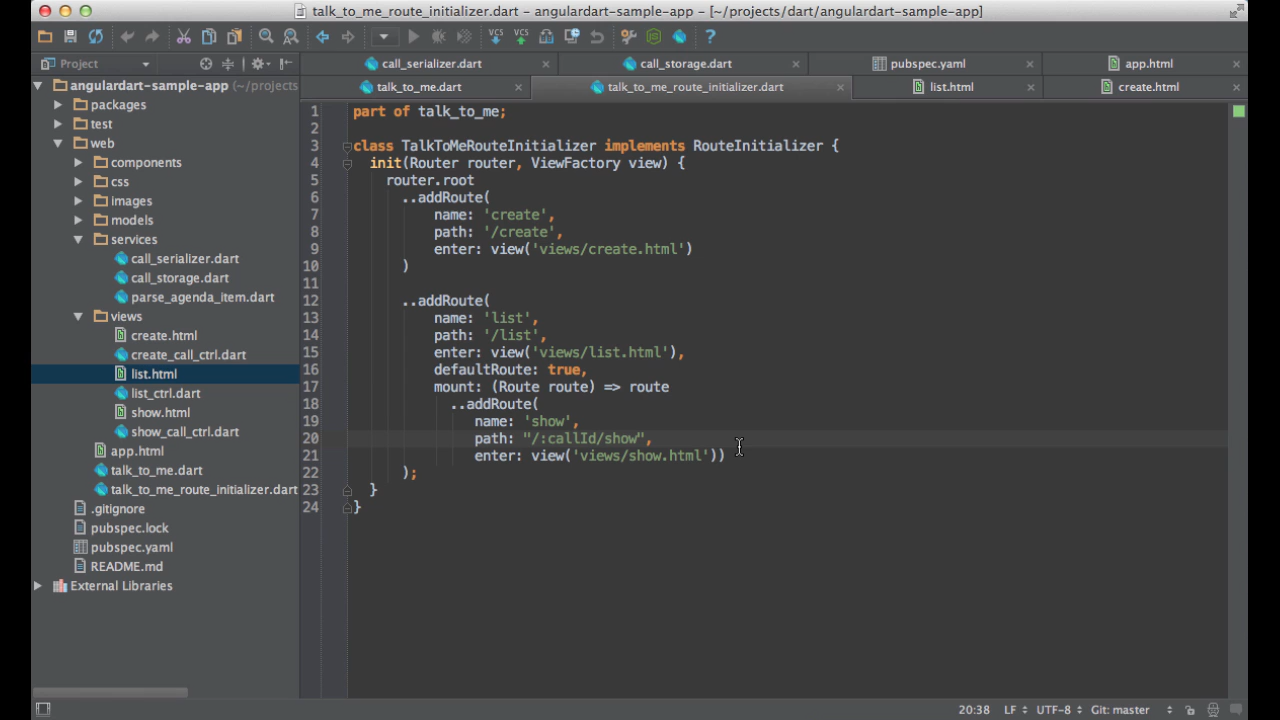 talk_to_me_route_initializer.dart - angulardart-sample-app - [~/projects/dart/angulardart-sample-app]
VCS VCS ?
Project
call_serializer.dart call_storage.dart pubspec.yaml app.html
talk_to_me.dart talk_to_me_route_initializer.dart list.html create.html
angulardart-sample-app (~/projects
packages
test
web
components
css
images
models
services
call_serializer.dart
call_storage.dart
parse_agenda_item.dart
views
create.html
create_call_ctrl.dart
list.html
list_ctrl.dart
show.html
show_call_ctrl.dart
app.html
talk_to_me.dart
talk_to_me_route_initializer.dart
.gitignore
pubspec.lock
pubspec.yaml
README.md
External Libraries
1 part of talk_to_me;
2
3 class TalkToMeRouteInitializer implements RouteInitializer {
4 init(Router router, ViewFactory view) {
5 router.root
6 ..addRoute(
7 name: 'create',
8 path: '/create',
9 enter: view('views/create.html')
10 )
11
12 ..addRoute(
13 name: 'list',
14 path: '/list',
15 enter: view('views/list.html'),
16 defaultRoute: true,
17 mount: (Route route) => route
18 ..addRoute(
19 name: 'show',
20 path: "/:callId/show",
21 enter: view('views/show.html'))
22 );
23 }
24 }
20:38 LF UTF-8 Git: master